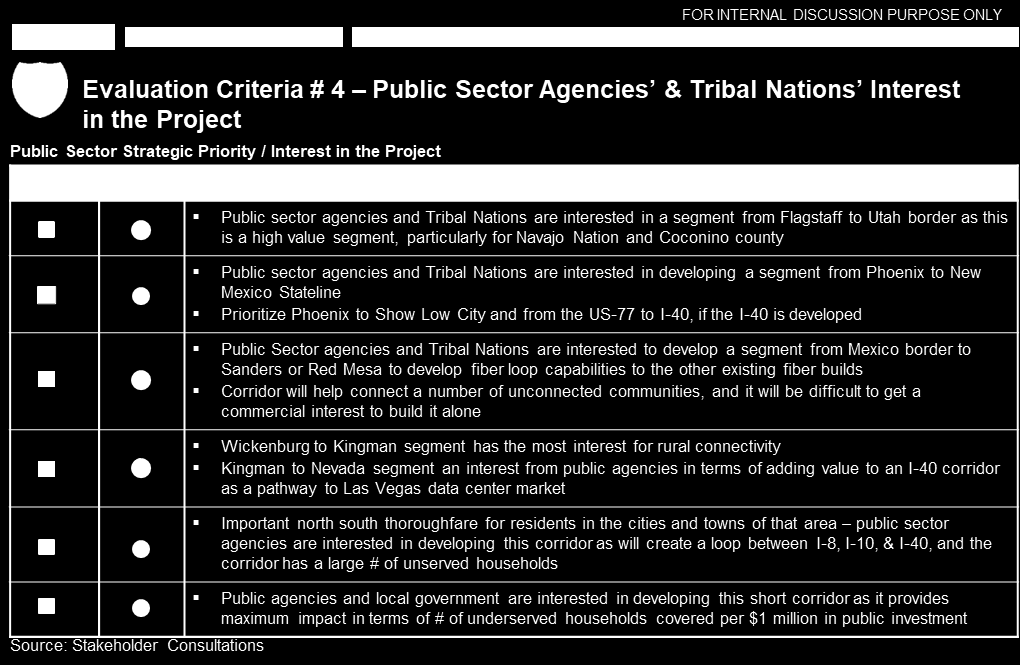 FOR INTERNAL DISCUSSION PURPOSE ONLY
Evaluation Criteria # 4 – Public Sector Agencies’ & Tribal Nations’ Interest
in the Project
Public Sector Strategic Priority / Interest in the Project
▪ Public sector agencies and Tribal Nations are interested in a segment from Flagstaff to Utah border as this
is a high value segment, particularly for Navajo Nation and Coconino county
▪ Public sector agencies and Tribal Nations are interested in developing a segment from Phoenix to New
Mexico Stateline
▪ Prioritize Phoenix to Show Low City and from the US-77 to I-40, if the I-40 is developed
▪ Public Sector agencies and Tribal Nations are interested to develop a segment from Mexico border to
Sanders or Red Mesa to develop fiber loop capabilities to the other existing fiber builds
▪ Corridor will help connect a number of unconnected communities, and it will be difficult to get a
commercial interest to build it alone
▪ Wickenburg to Kingman segment has the most interest for rural connectivity
▪ Kingman to Nevada segment an interest from public agencies in terms of adding value to an I-40 corridor
as a pathway to Las Vegas data center market
▪ Important north south thoroughfare for residents in the cities and towns of that area – public sector
agencies are interested in developing this corridor as will create a loop between I-8, I-10, & I-40, and the
corridor has a large # of unserved households
▪ Public agencies and local government are interested in developing this short corridor as it provides
maximum impact in terms of # of underserved households covered per $1 million in public investment
Source: Stakeholder Consultations